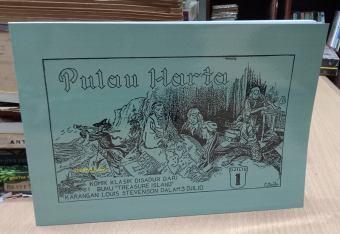 Pulau Harta
KOMIK KLASIK DISADUR DARI
BUKU "TREASURE ISLAND"
KARANGAN LOUIS STEVENSON DALAM 3 JILID
JILID
1